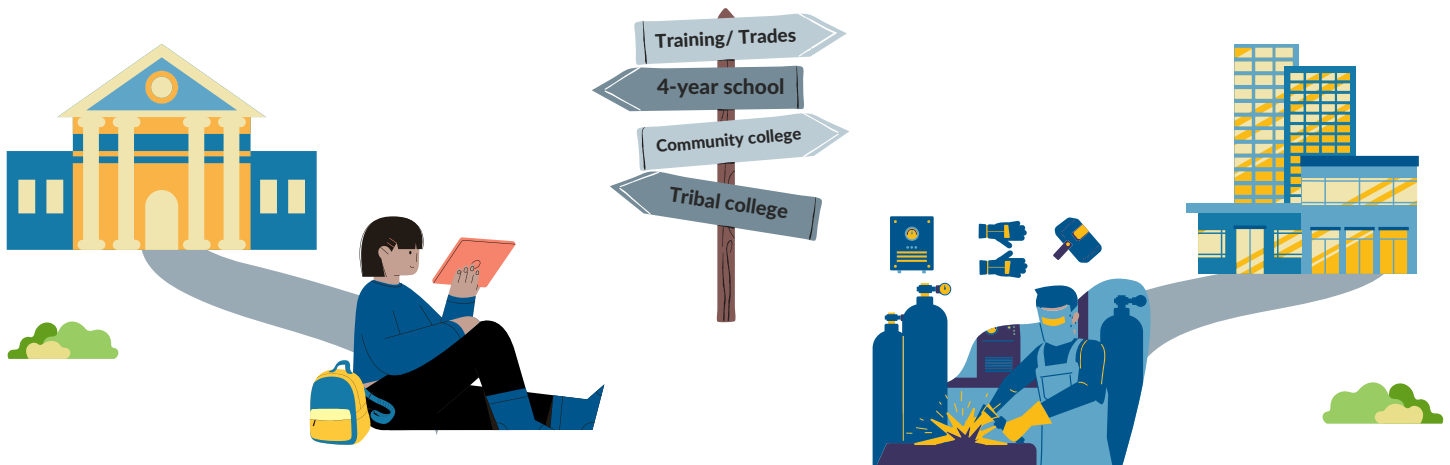 Training/ Trades
4-year school
Community college
Tribal college